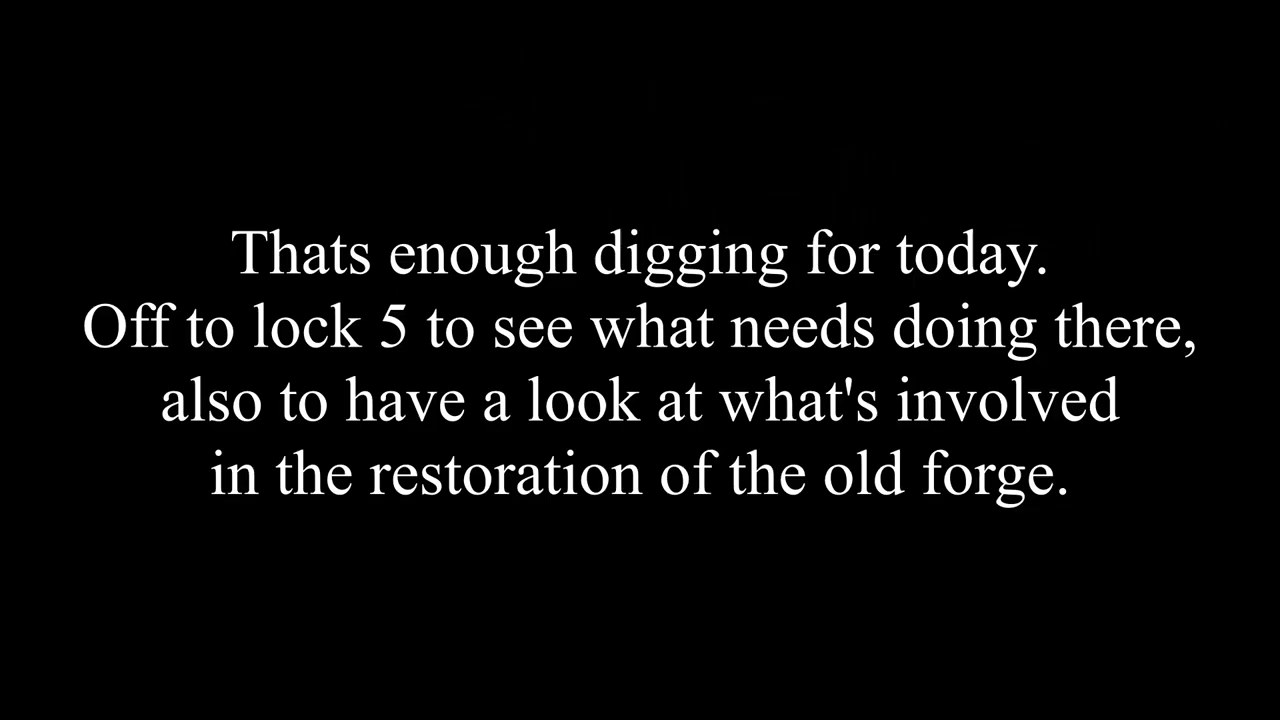 Thats enough digging for today.
Off to lock 5 to see what needs doing there,
also to have a look at what's involved
in the restoration of the old forge.